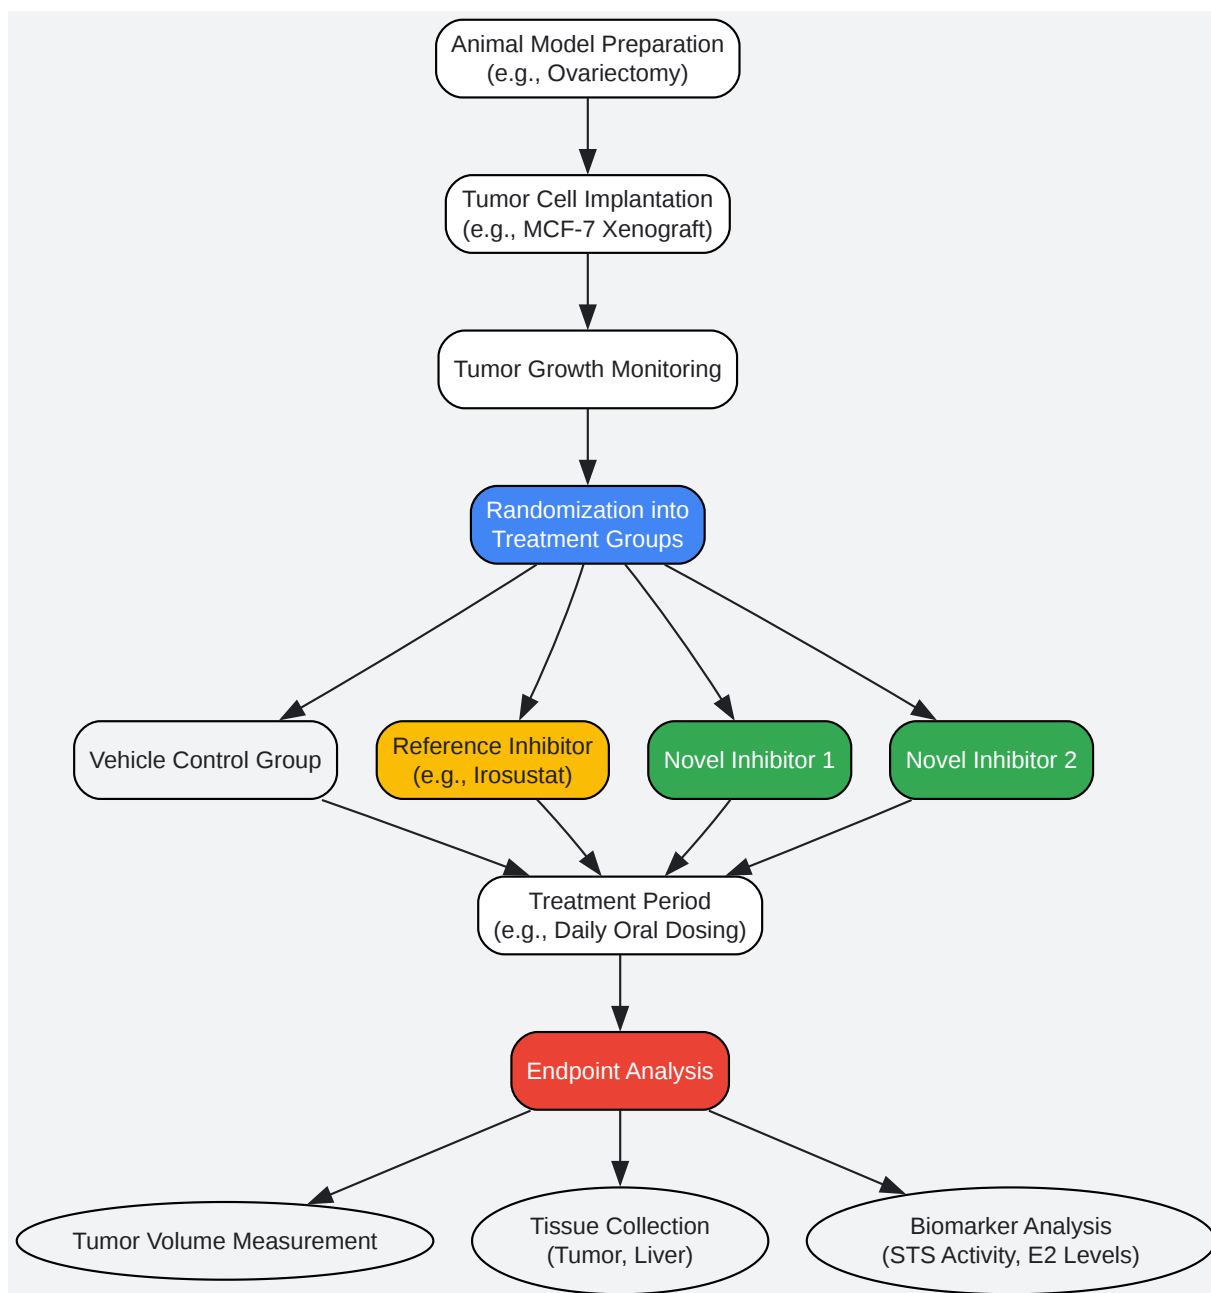 Animal Model Preparation
(e.g., Ovariectomy)
Tumor Cell Implantation
(e.g., MCF-7 Xenograft)
Tumor Growth Monitoring
Randomization into
Treatment Groups
Vehicle Control Group
Reference Inhibitor
(e.g., Irosustat)
Novel Inhibitor 1
Novel Inhibitor 2
Treatment Period
(e.g., Daily Oral Dosing)
Endpoint Analysis
Tumor Volume Measurement
Tissue Collection
(Tumor, Liver)
Biomarker Analysis
(STS Activity, E2 Levels)